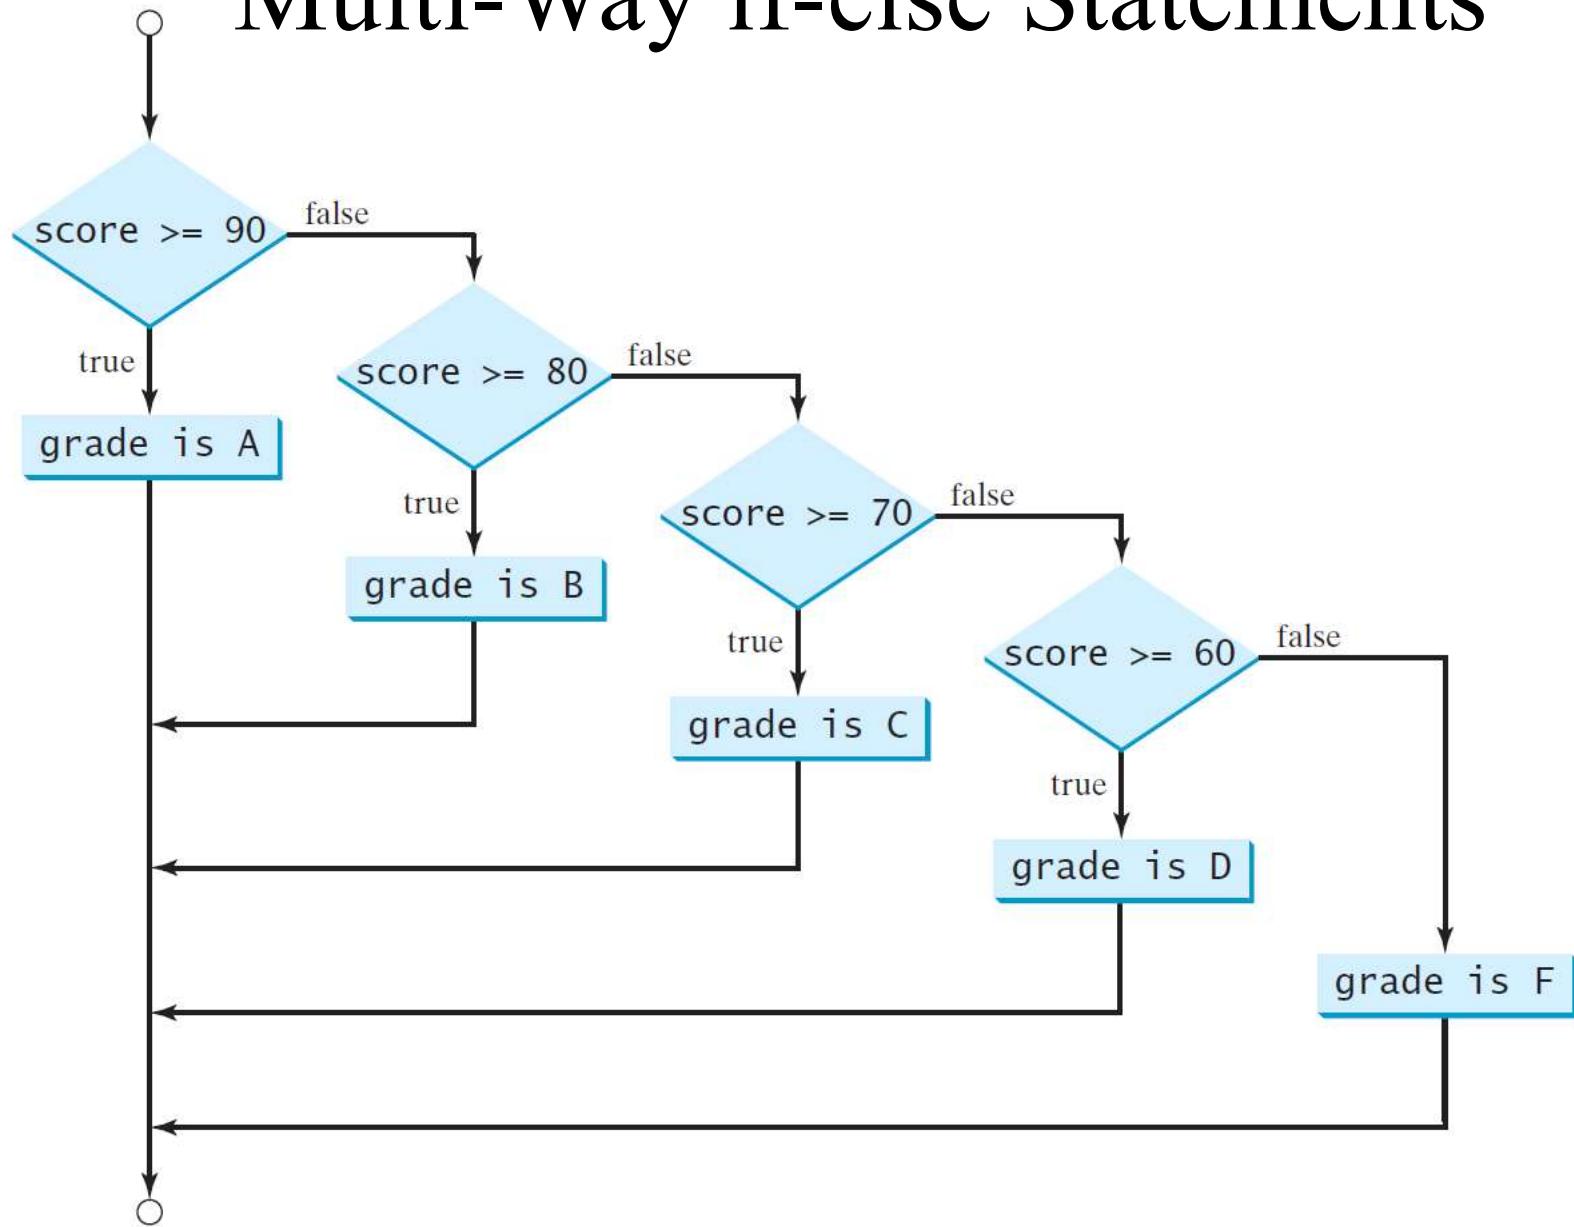 Multi-Way if-else Statements
score >= 90
false
true
grade is A
score >= 80
false
true
grade is B
score >= 70
false
true
grade is C
score >= 60
false
true
grade is D
grade is F